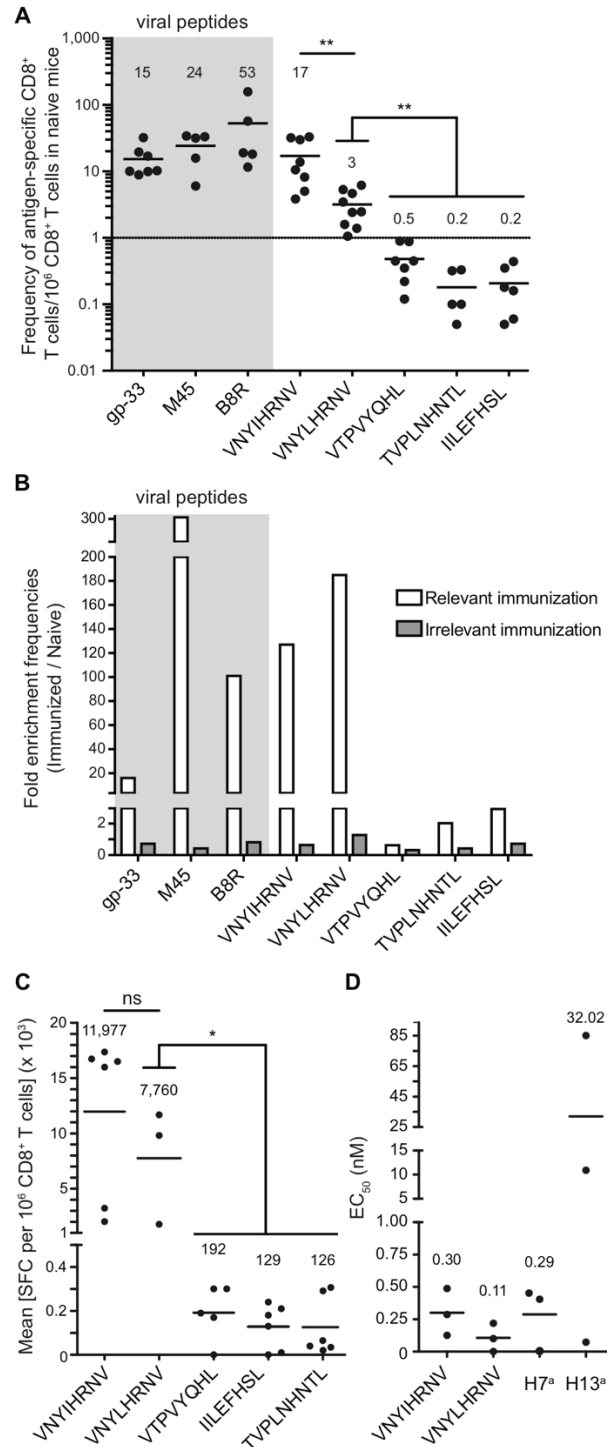 A
viral peptides
Frequency of antigen-specific CD8⁺
T cells/10⁶ CD8⁺ T cells in naive mice
1,000
100
10
1
0.1
0.01
15
24
53
17
**
3
**
0.5
0.2
0.2
gp-33
M45
B8R
VNYIHRNV
VNYLHRNV
VTPVYQHL
TVPLNHNTL
IILEFHSL
B
viral peptides
Fold enrichment frequencies
(Immunized / Naive)
300
200
180
160
140
120
100
80
60
40
20
2
0
Relevant immunization
Irrelevant immunization
gp-33
M45
B8R
VNYIHRNV
VNYLHRNV
VTPVYQHL
TVPLNHNTL
IILEFHSL
C
Mean [SFC per 10⁶ CD8⁺ T cells] (x 10³)
20
15
10
5
1
0.2
0
ns
11,977
*
7,760
192
129
126
VNYIHRNV
VNYLHRNV
VTPVYQHL
IILEFHSL
TVPLNHNTL
D
EC₅₀ (nM)
85
65
45
25
15
10
5
1.00
0.75
0.50
0.25
0
32.02
0.30
0.11
0.29
VNYIHRNV
VNYLHRNV
H7ᵃ
H13ᵃ